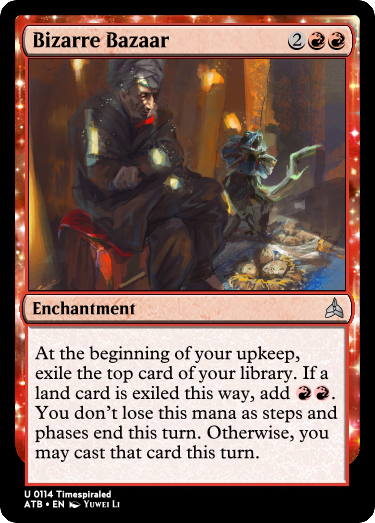 Bizarre Bazaar 2
Enchantment
At the beginning of your upkeep,
exile the top card of your library. If a
land card is exiled this way, add .
You don't lose this mana as steps and
phases end this turn. Otherwise, you
may cast that card this turn.
U 0114 Timespiraled
ATB • EN Yuwei Li